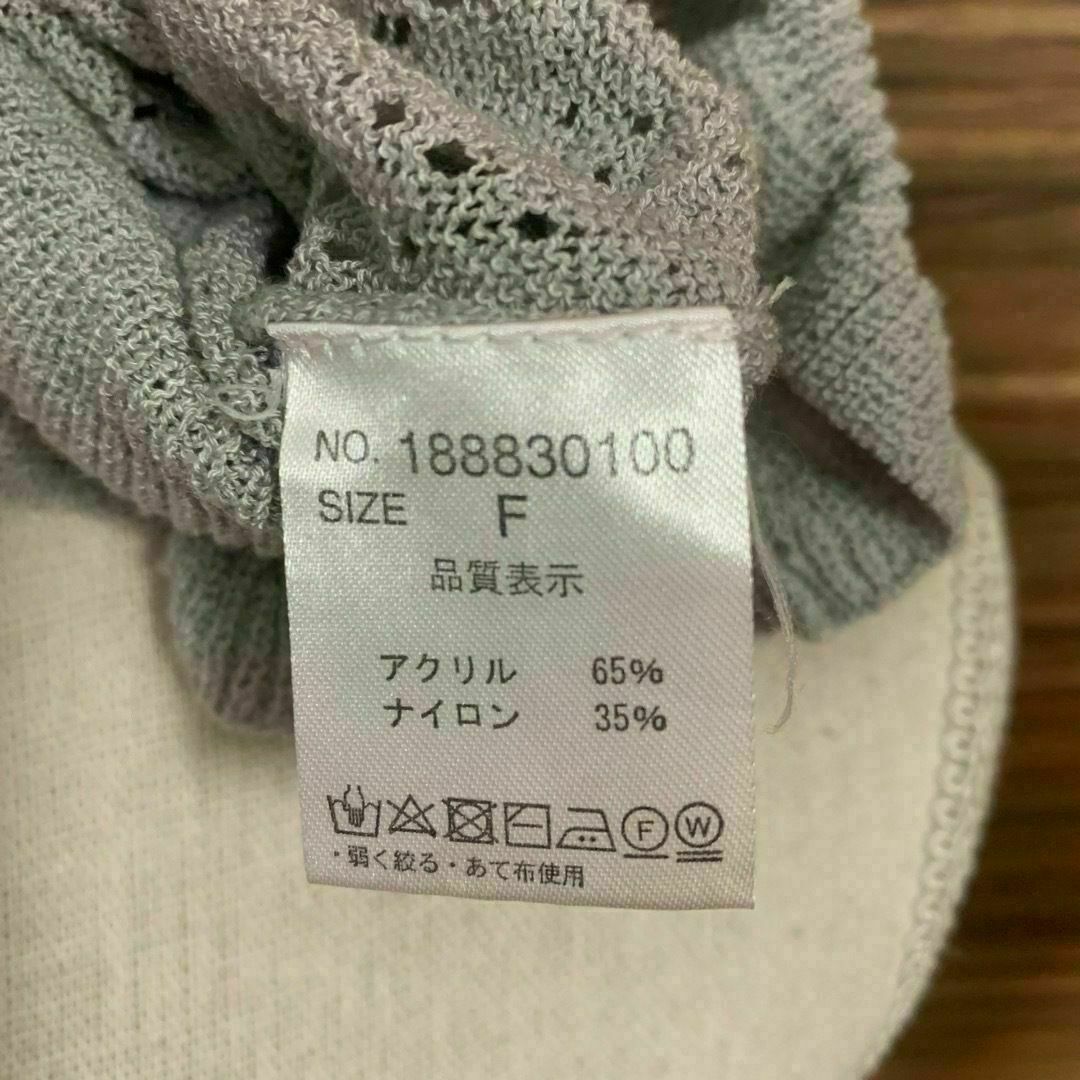 NO. 188830100
SIZE F
品質表示
アクリル 65%
ナイロン 35%
F W
・弱く絞る・あて布使用